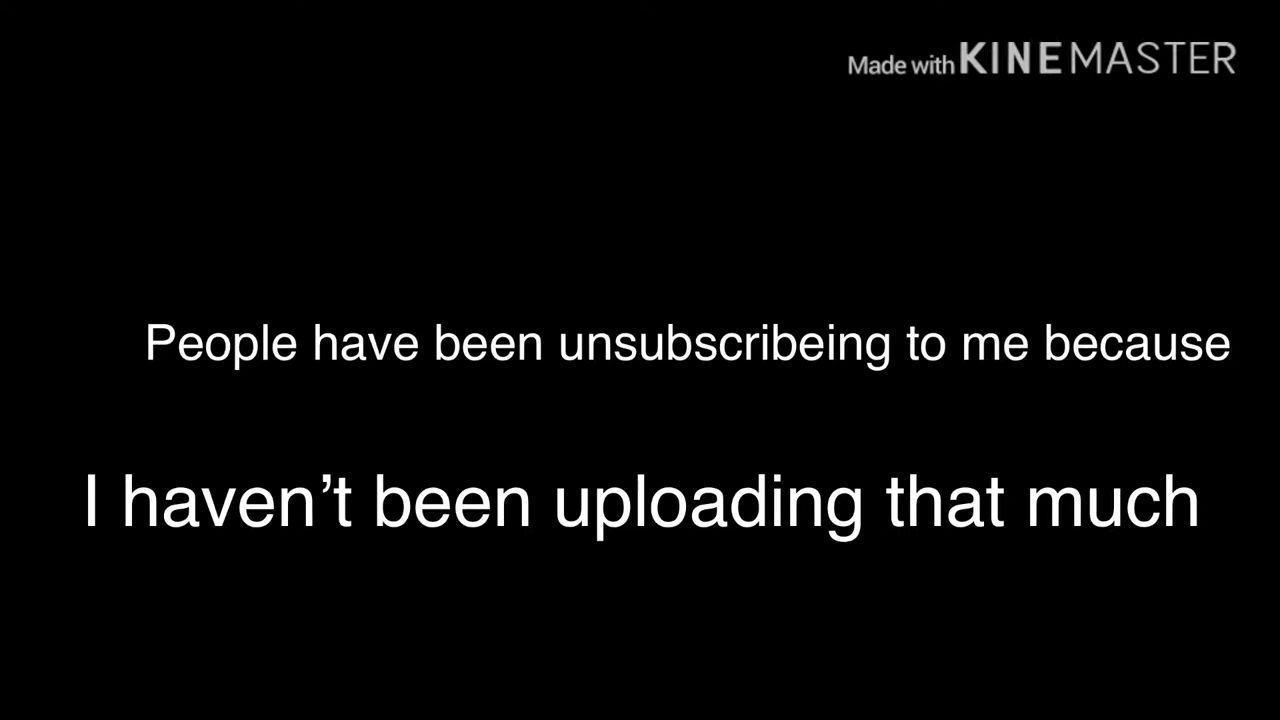 Made with KINEMASTER
People have been unsubscribeing to me because
I haven’t been uploading that much